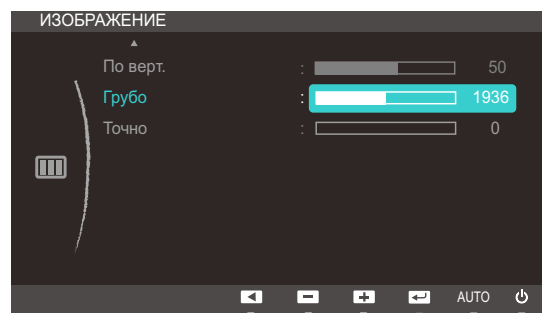 ИЗОБРАЖЕНИЕ
По верт. : 50
Грубо : 1936
Точно : 0
AUTO